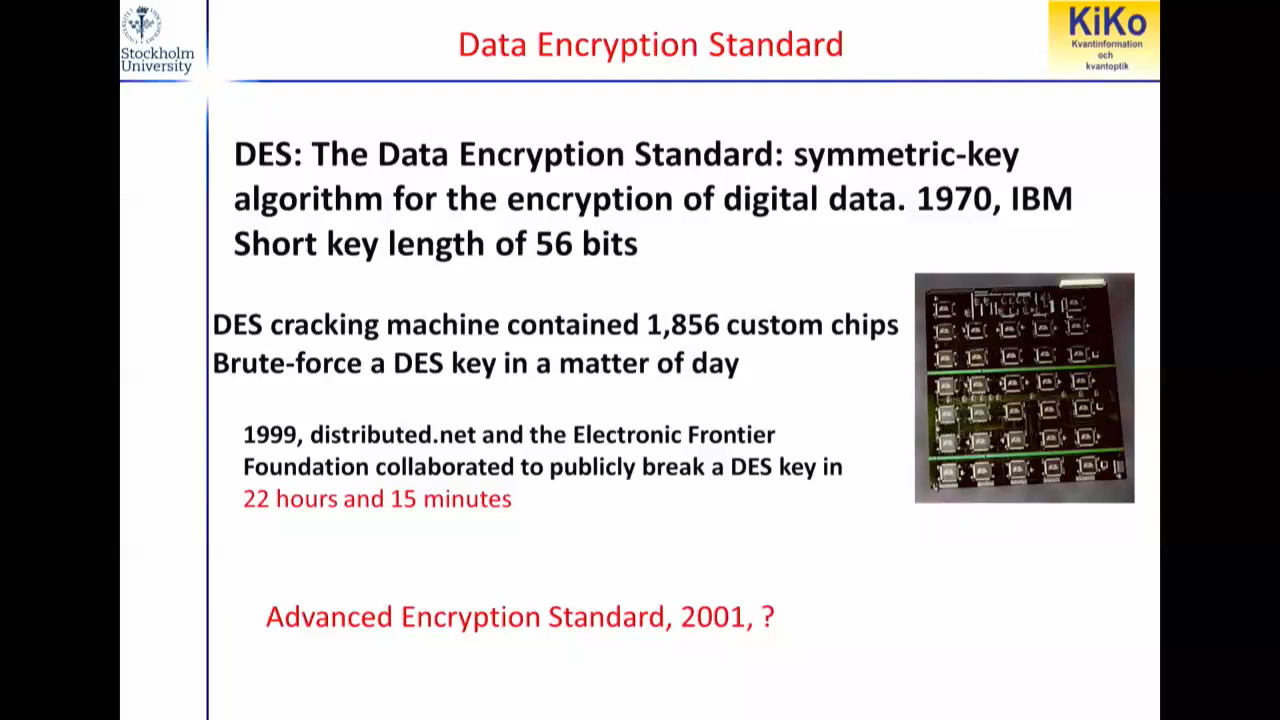 Stockholm
University
Data Encryption Standard
KiKo
Kvantinformation
och
kvantoptik
DES: The Data Encryption Standard: symmetric-key
algorithm for the encryption of digital data. 1970, IBM
Short key length of 56 bits
DES cracking machine contained 1,856 custom chips
Brute-force a DES key in a matter of day
1999, distributed.net and the Electronic Frontier
Foundation collaborated to publicly break a DES key in
22 hours and 15 minutes
Advanced Encryption Standard, 2001, ?